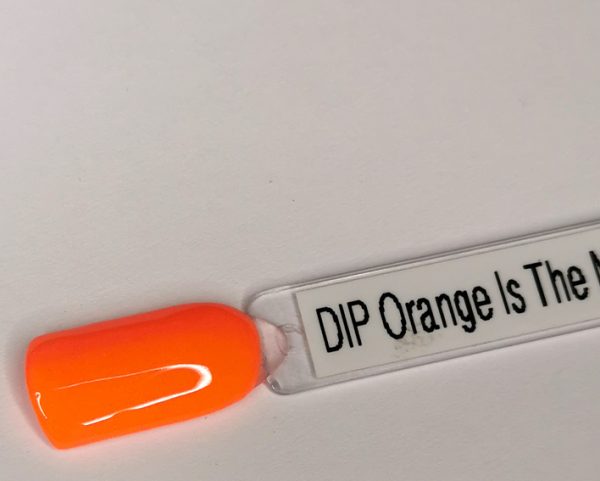 DIP Orange Is The